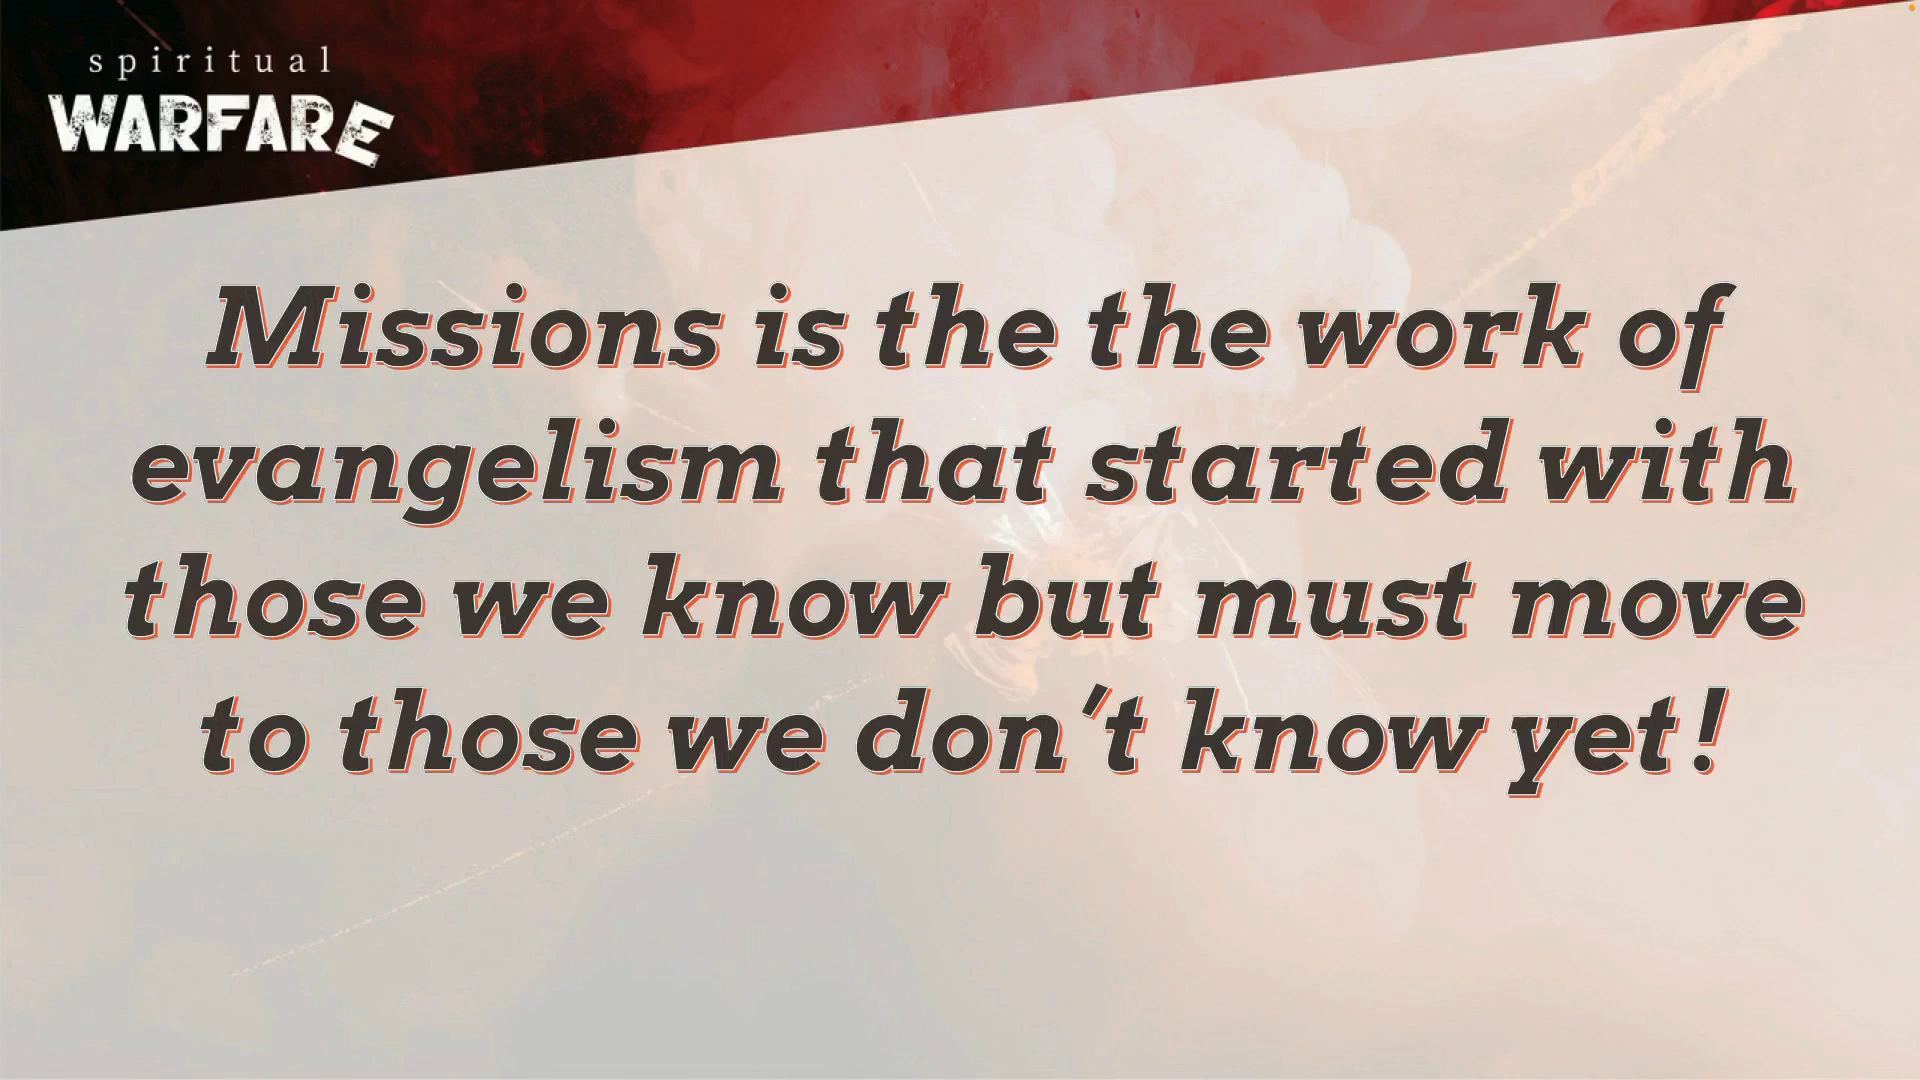 spiritual
WARFARE
Missions is the the work of
evangelism that started with
those we know but must move
to those we don't know yet!